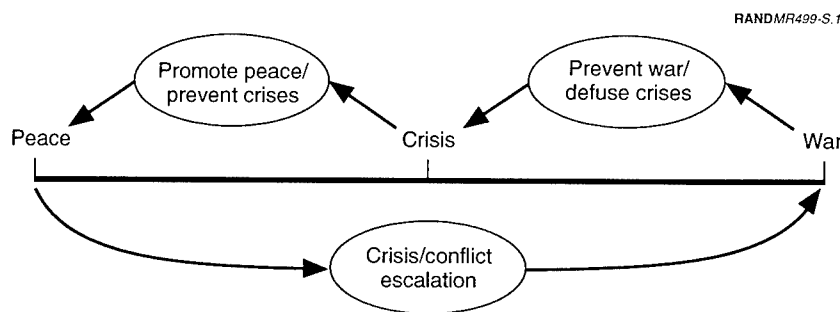 RANDMR499-S.1
Promote peace/
prevent crises
Prevent war/
defuse crises
Peace
Crisis
War
Crisis/conflict
escalation